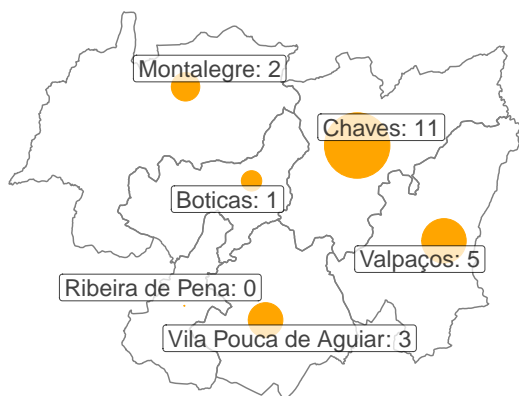 Montalegre: 2
Chaves: 11
Boticas: 1
Valpaços: 5
Ribeira de Pena: 0
Vila Pouca de Aguiar: 3